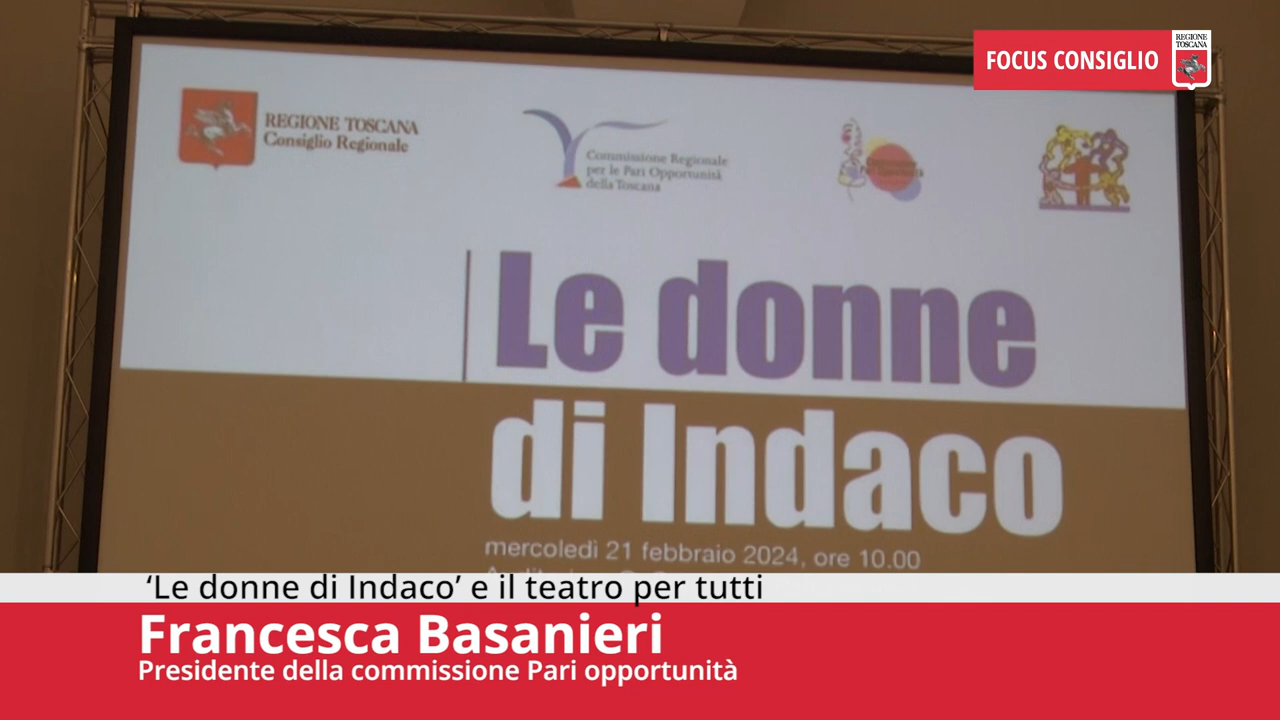 FOCUS CONSIGLIO
REGIONE
TOSCANA
REGIONE TOSCANA
Consiglio Regionale
Commissione Regionale
per le Pari Opportunità
della Toscana
Le donne
di Indaco
mercoledì 21 febbraio 2024, ore 10.00
‘Le donne di Indaco’ e il teatro per tutti
Francesca Basanieri
Presidente della commissione Pari opportunità